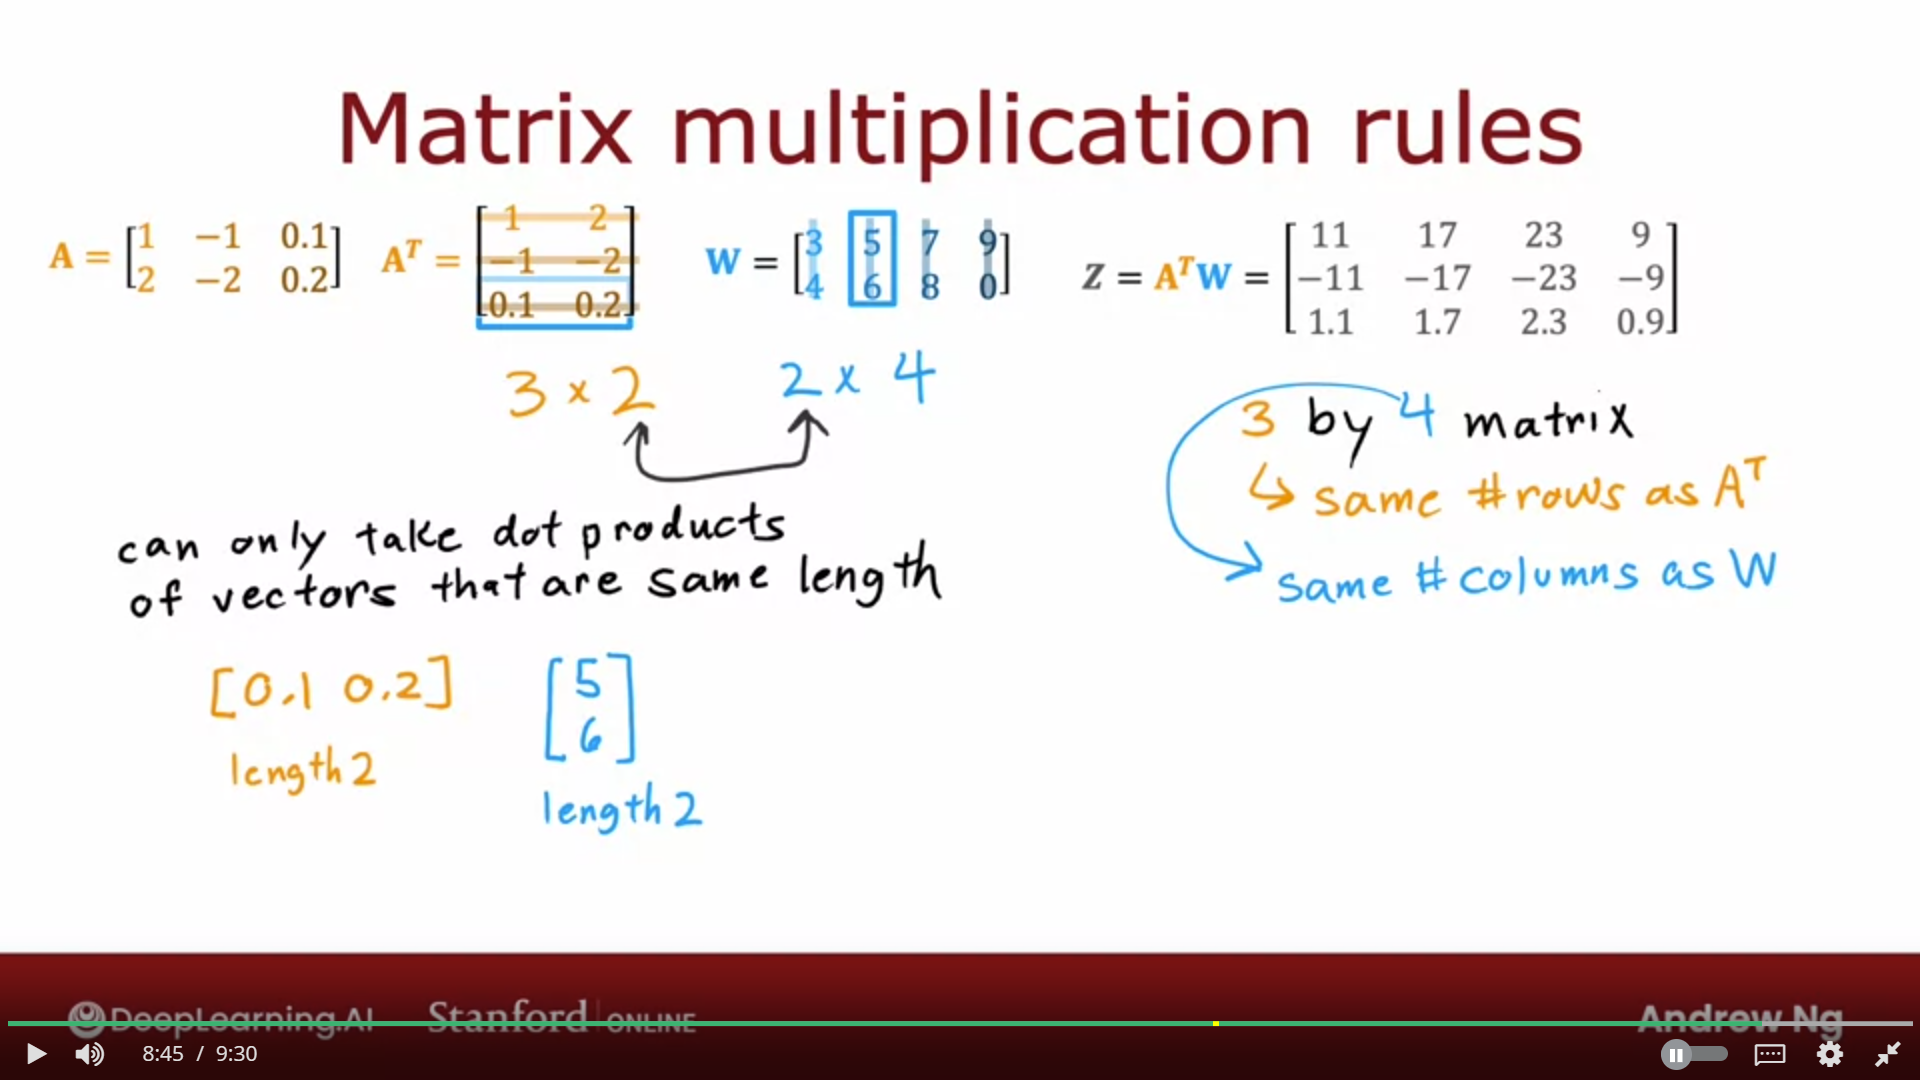 Matrix multiplication rules
A = [1 −1 0.1
2 −2 0.2]
Aᵀ = [1 2
−1 −2
0.1 0.2]
W = [3 5 7 9
4 6 8 0]
Z = AᵀW = [11 17 23 9
−11 −17 −23 −9
1.1 1.7 2.3 0.9]
3 × 2
2 × 4
3 by 4 matrix
↳ same # rows as Aᵀ
same # columns as W
can only take dot products
of vectors that are same length
[0.1 0.2]
length 2
[5
6]
length 2
DeepLearning.AI
Stanford | ONLINE
Andrew Ng
8:45 / 9:30